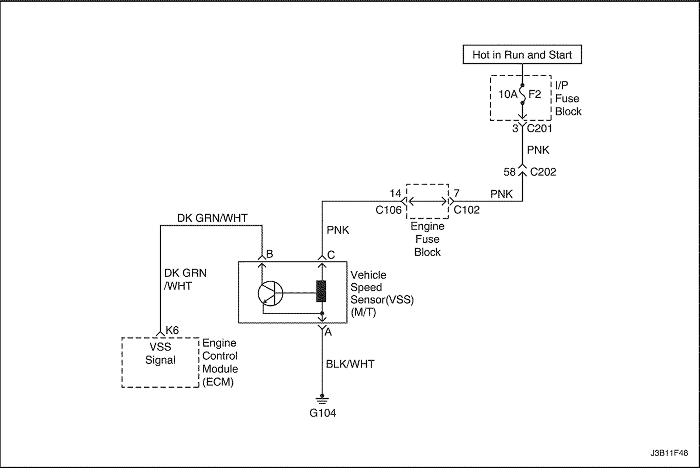 Hot in Run and Start
10A F2
I/P
Fuse
Block
3 C201
PNK
58 C202
14
7
PNK
C106
C102
Engine
Fuse
Block
DK GRN/WHT
PNK
B
C
DK GRN
/WHT
Vehicle
Speed
Sensor(VSS)
(M/T)
K6
A
VSS
Signal
Engine
Control
Module
(ECM)
BLK/WHT
G104
J3B11F48